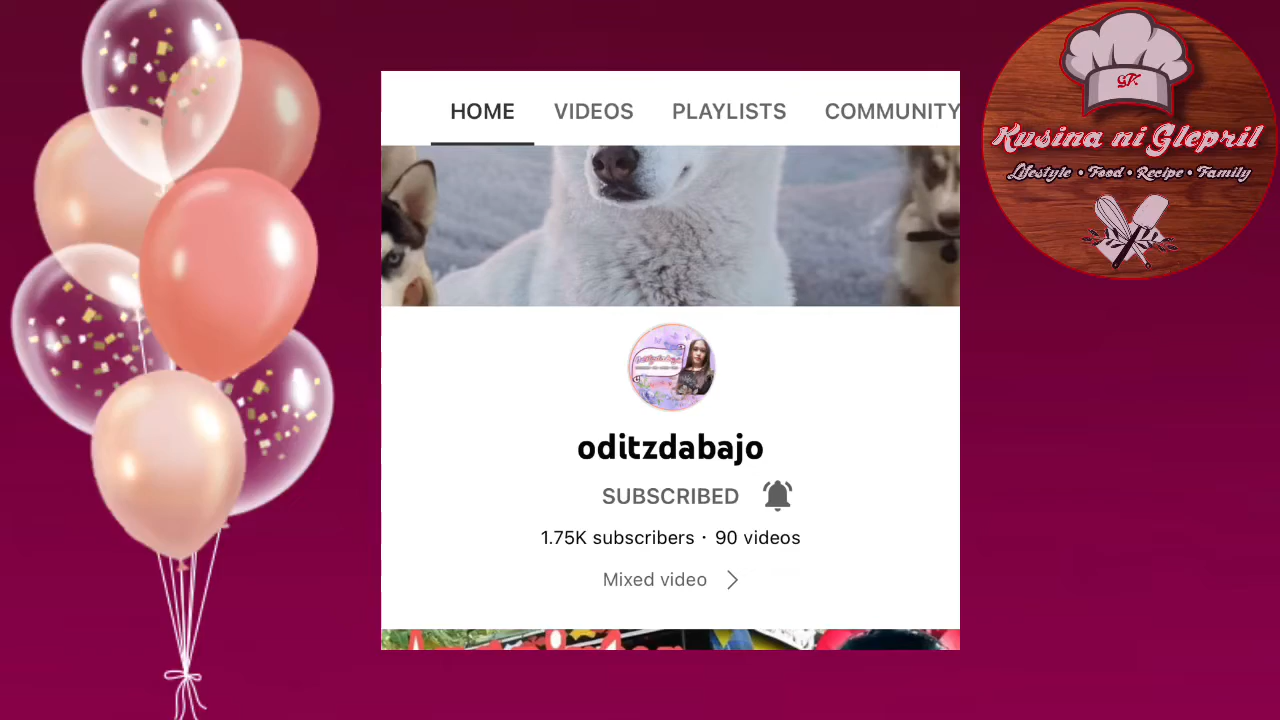 HOME VIDEOS PLAYLISTS COMMUNITY
GK
Kusina ni Glepril
Lifestyle • Food • Recipe • Family
oditzdabajo
SUBSCRIBED
1.75K subscribers · 90 videos
Mixed video